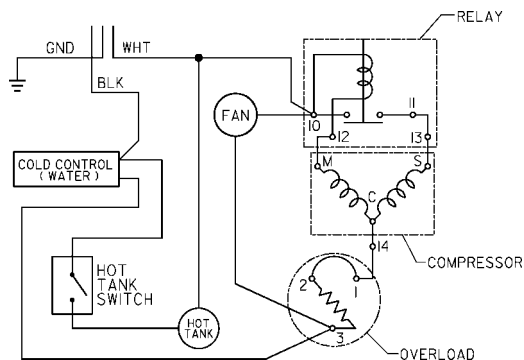 RELAY
GND
WHT
BLK
FAN
10
11
12
13
M
S
COLD CONTROL
(WATER)
C
14
HOT
TANK
SWITCH
COMPRESSOR
2
1
HOT
TANK
3
OVERLOAD